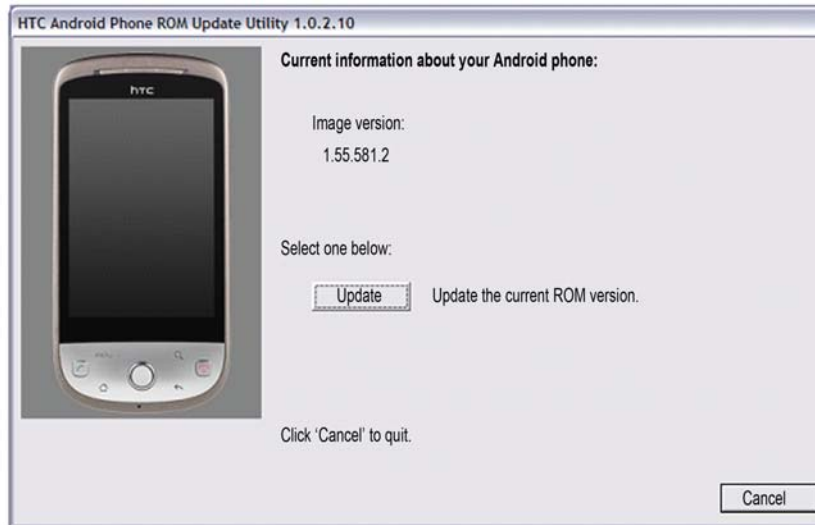 HTC Android Phone ROM Update Utility 1.0.2.10
hTC
Current information about your Android phone:
Image version:
1.55.581.2
Select one below:
Update Update the current ROM version.
Click ‘Cancel’ to quit.
Cancel